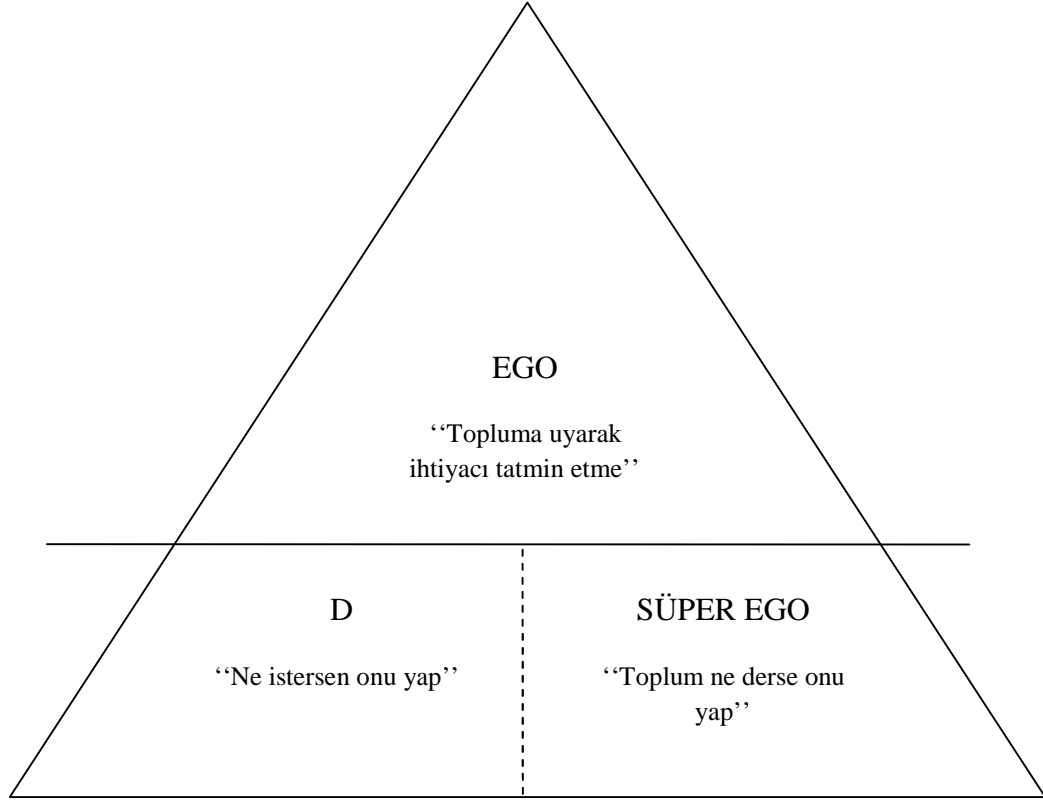 EGO
‘‘Topluma uyarak
ihtiyacı tatmin etme’’
D
‘‘Ne istersen onu yap’’
SÜPER EGO
‘‘Toplum ne derse onu
yap’’